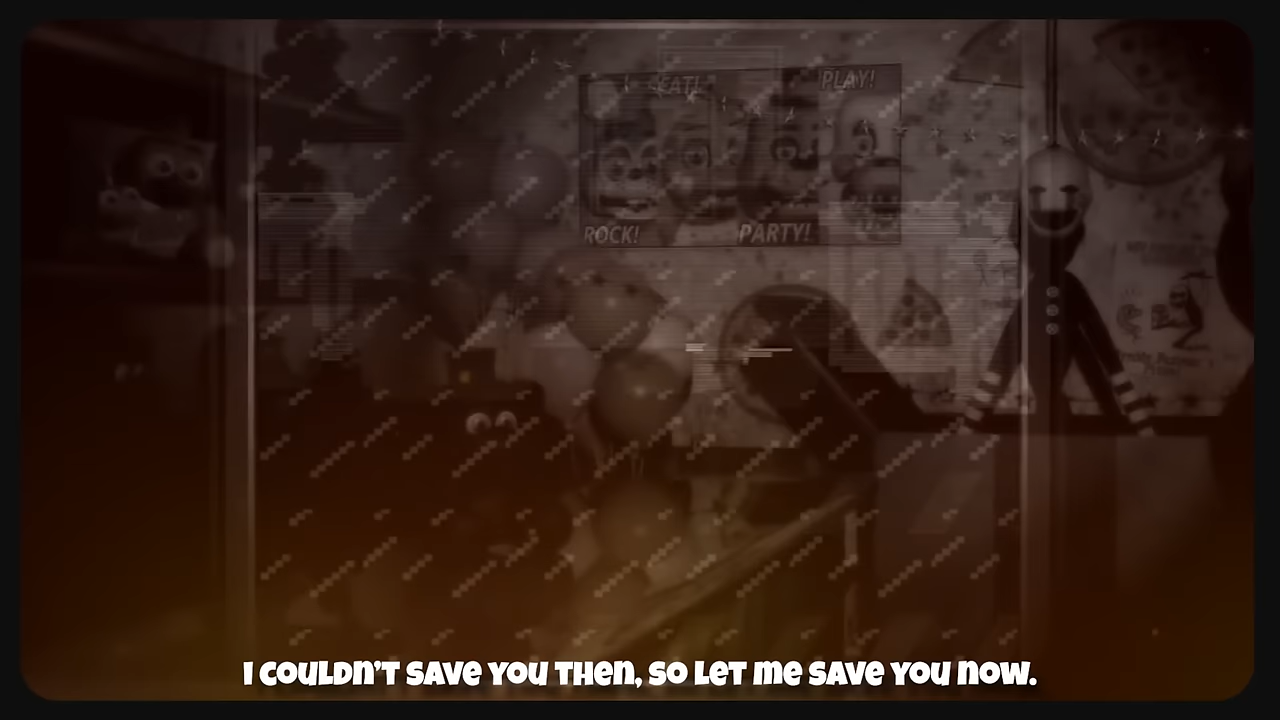 EAT!
PLAY!
ROCK!
PARTY!
I couldn't save you then, so let me save you now.